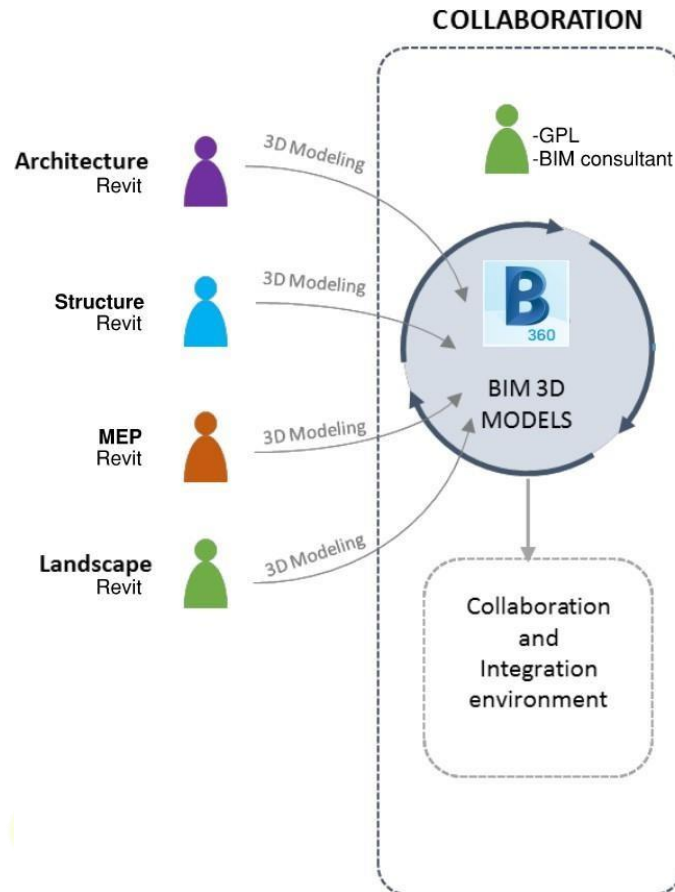 COLLABORATION
-GPL
-BIM consultant
Architecture
Revit
3D Modeling
Structure
Revit
3D Modeling
MEP
Revit
3D Modeling
Landscape
Revit
3D Modeling
B
360
BIM 3D
MODELS
Collaboration
and
Integration
environment